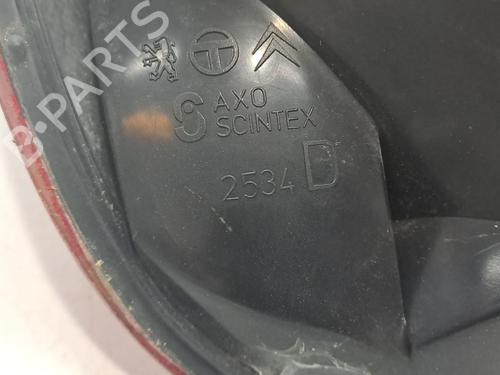 B-PARTS
AXO
SCINTEX
2534 D